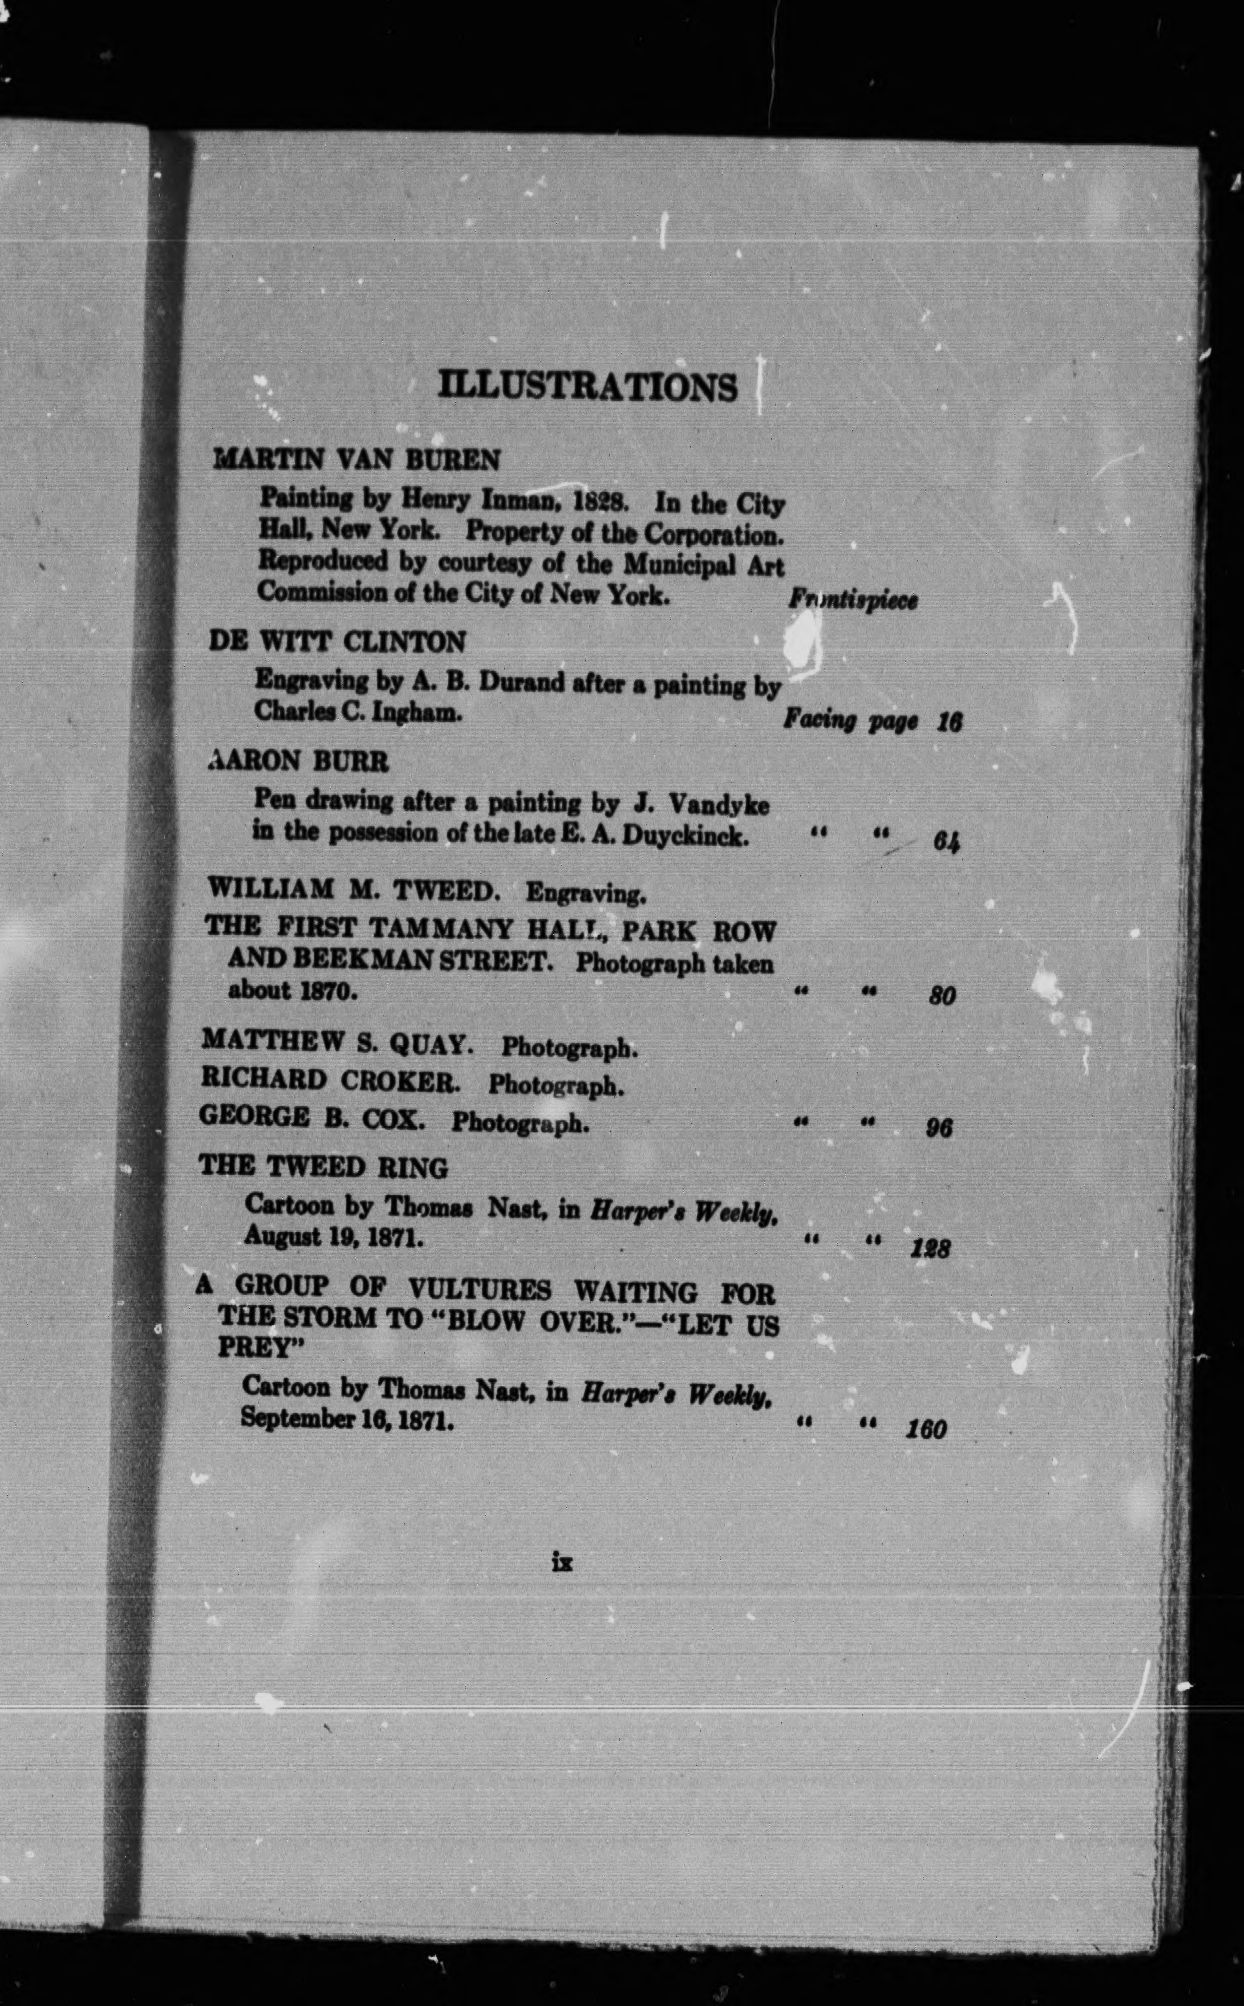 ILLUSTRATIONS
MARTIN VAN BUREN
Painting by Henry Inman, 1828. In the City
Hall, New York. Property of the Corporation.
Reproduced by courtesy of the Municipal Art
Commission of the City of New York. Frontispiece
DE WITT CLINTON
Engraving by A. B. Durand after a painting by
Charles C. Ingham. Facing page 16
AARON BURR
Pen drawing after a painting by J. Vandyke
in the possession of the late E. A. Duyckinck. “ “ 64
WILLIAM M. TWEED. Engraving.
THE FIRST TAMMANY HALL, PARK ROW
AND BEEKMAN STREET. Photograph taken
about 1870. “ “ 80
MATTHEW S. QUAY. Photograph.
RICHARD CROKER. Photograph.
GEORGE B. COX. Photograph. “ “ 96
THE TWEED RING
Cartoon by Thomas Nast, in Harper's Weekly,
August 19, 1871. “ “ 128
A GROUP OF VULTURES WAITING FOR
THE STORM TO “BLOW OVER.”—“LET US
PREY”
Cartoon by Thomas Nast, in Harper's Weekly,
September 16, 1871. “ “ 160
ix